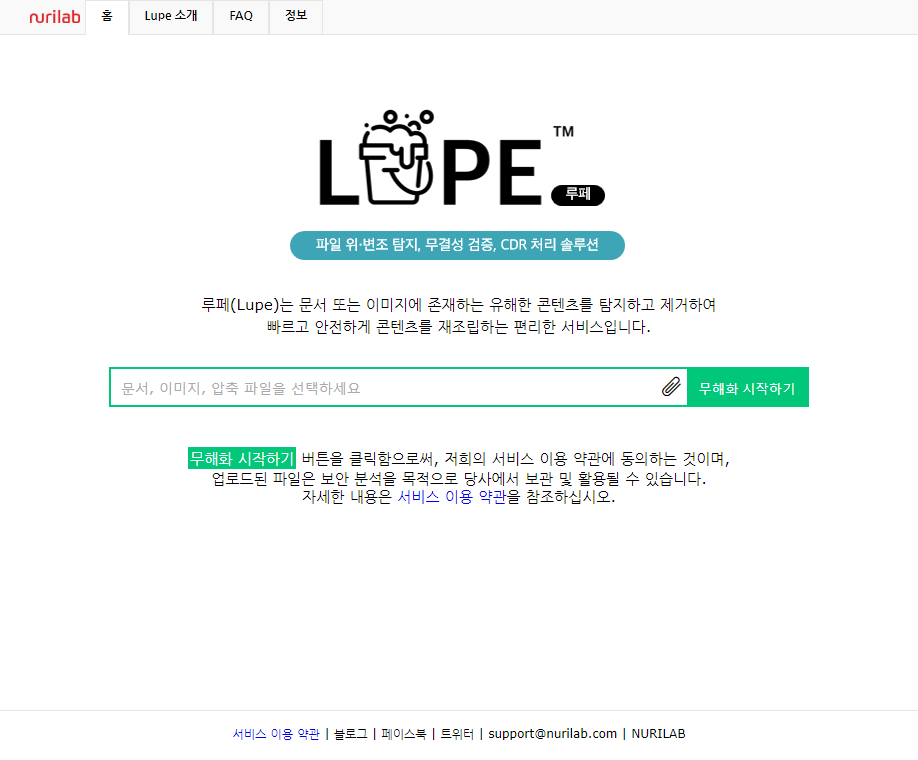 nurilab 홈 Lupe 소개 FAQ 정보
LUPE ™
루페
파일 위·변조 탐지, 무결성 검증, CDR 처리 솔루션
루페(Lupe)는 문서 또는 이미지에 존재하는 유해한 콘텐츠를 탐지하고 제거하여
빠르고 안전하게 콘텐츠를 재조립하는 편리한 서비스입니다.
문서, 이미지, 압축 파일을 선택하세요 무해화 시작하기
무해화 시작하기 버튼을 클릭함으로써, 저희의 서비스 이용 약관에 동의하는 것이며,
업로드된 파일은 보안 분석을 목적으로 당사에서 보관 및 활용될 수 있습니다.
자세한 내용은 서비스 이용 약관을 참조하십시오.
서비스 이용 약관 | 블로그 | 페이스북 | 트위터 | support@nurilab.com | NURILAB